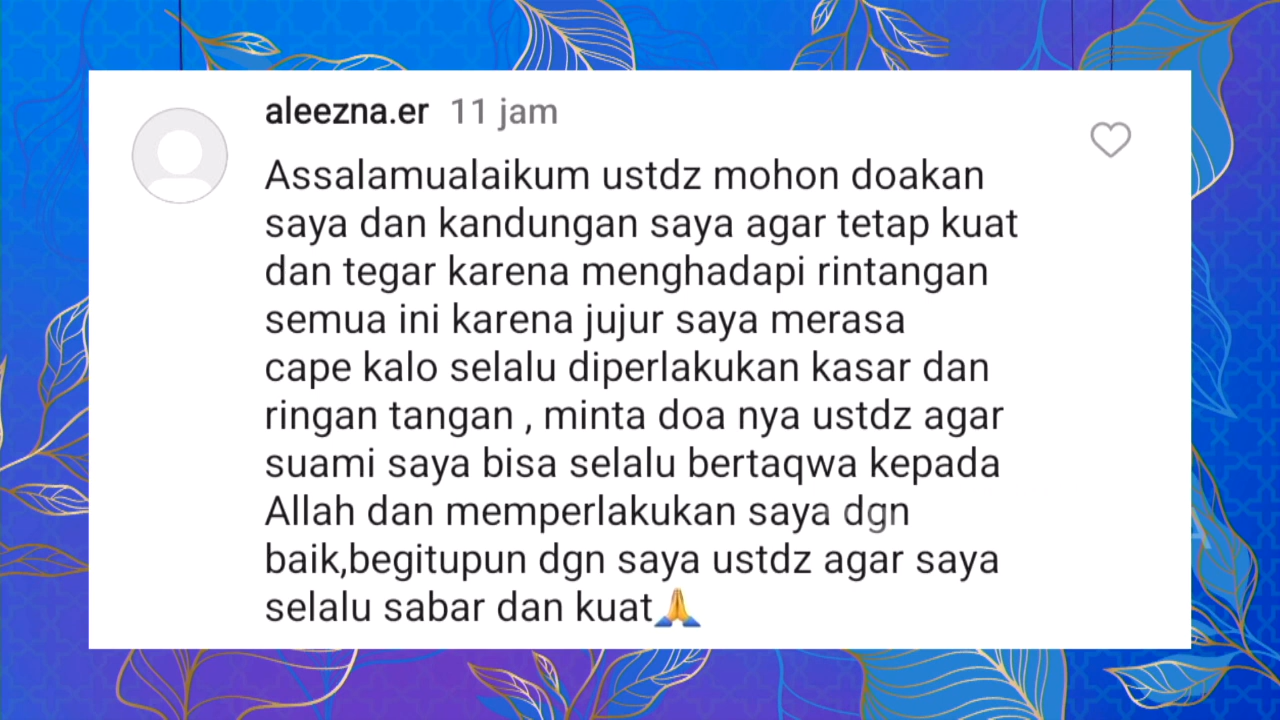 aleezna.er 11 jam
Assalamualaikum ustdz mohon doakan
saya dan kandungan saya agar tetap kuat
dan tegar karena menghadapi rintangan
semua ini karena jujur saya merasa
cape kalo selalu diperlakukan kasar dan
ringan tangan , minta doa nya ustdz agar
suami saya bisa selalu bertaqwa kepada
Allah dan memperlakukan saya dgn
baik,begitupun dgn saya ustdz agar saya
selalu sabar dan kuat🙏